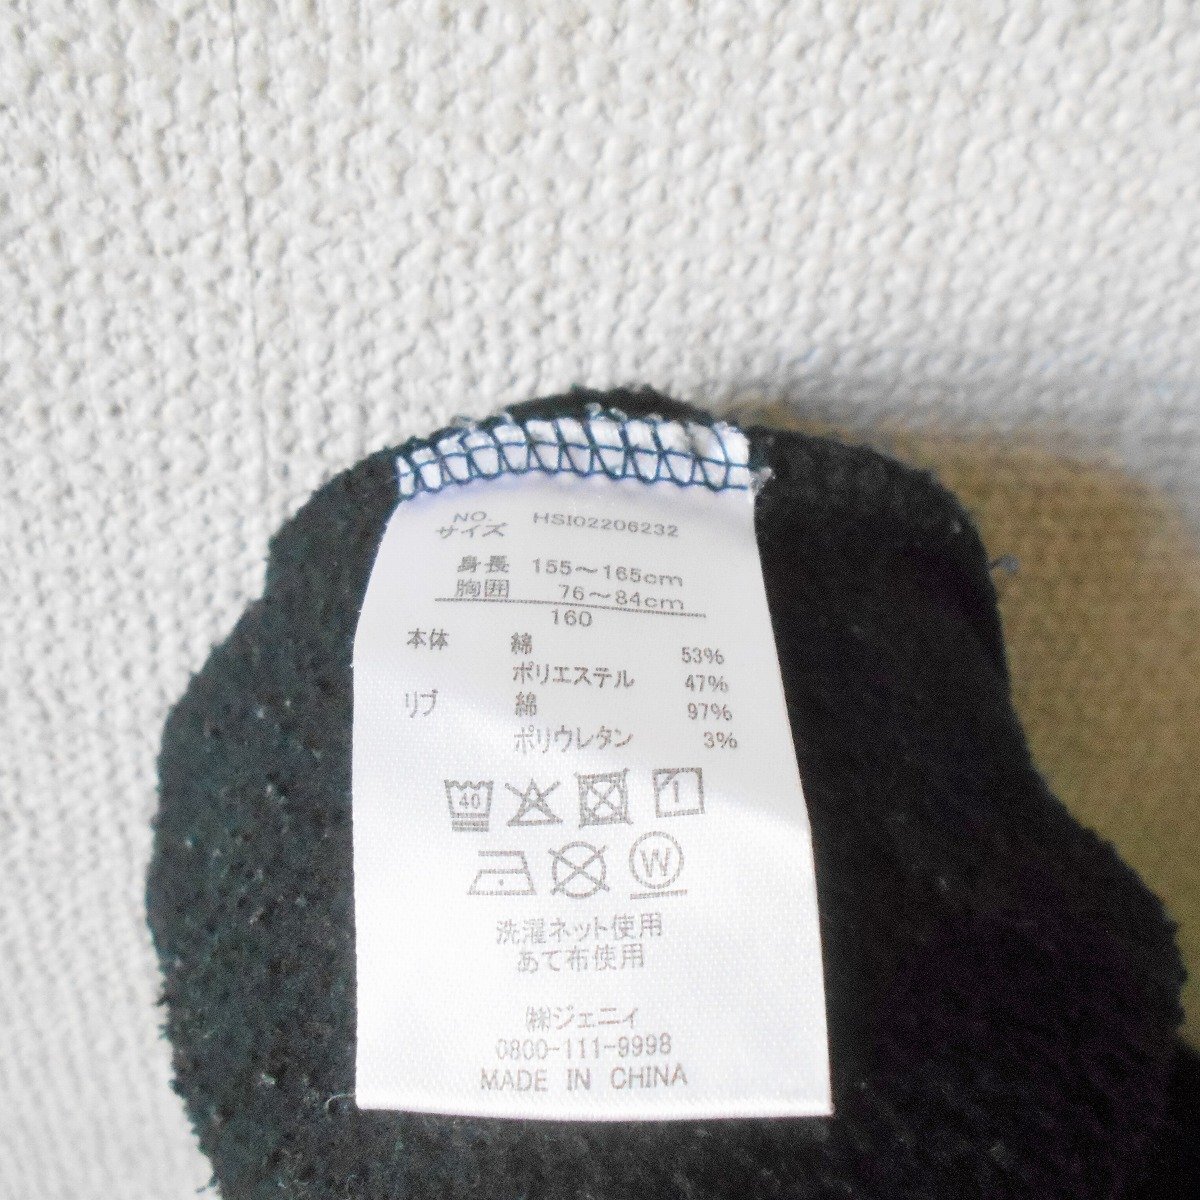 NO. HSI02206232
サイズ
身長 155～165cm
胸囲 76～84cm
160
本体 綿 53%
ポリエステル 47%
リブ 綿 97%
ポリウレタン 3%
40
W
洗濯ネット使用
あて布使用
㈱ジェニィ
0800-111-9998
MADE IN CHINA